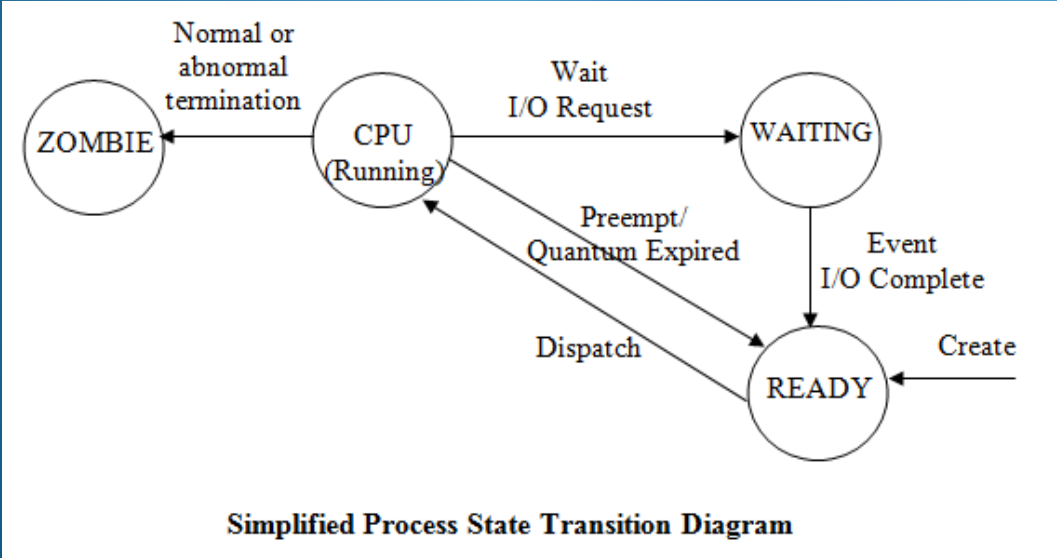 Normal or
abnormal
termination
Wait
I/O Request
ZOMBIE
CPU
(Running)
WAITING
Preempt/
Quantum Expired
Event
I/O Complete
Dispatch
Create
READY
Simplified Process State Transition Diagram